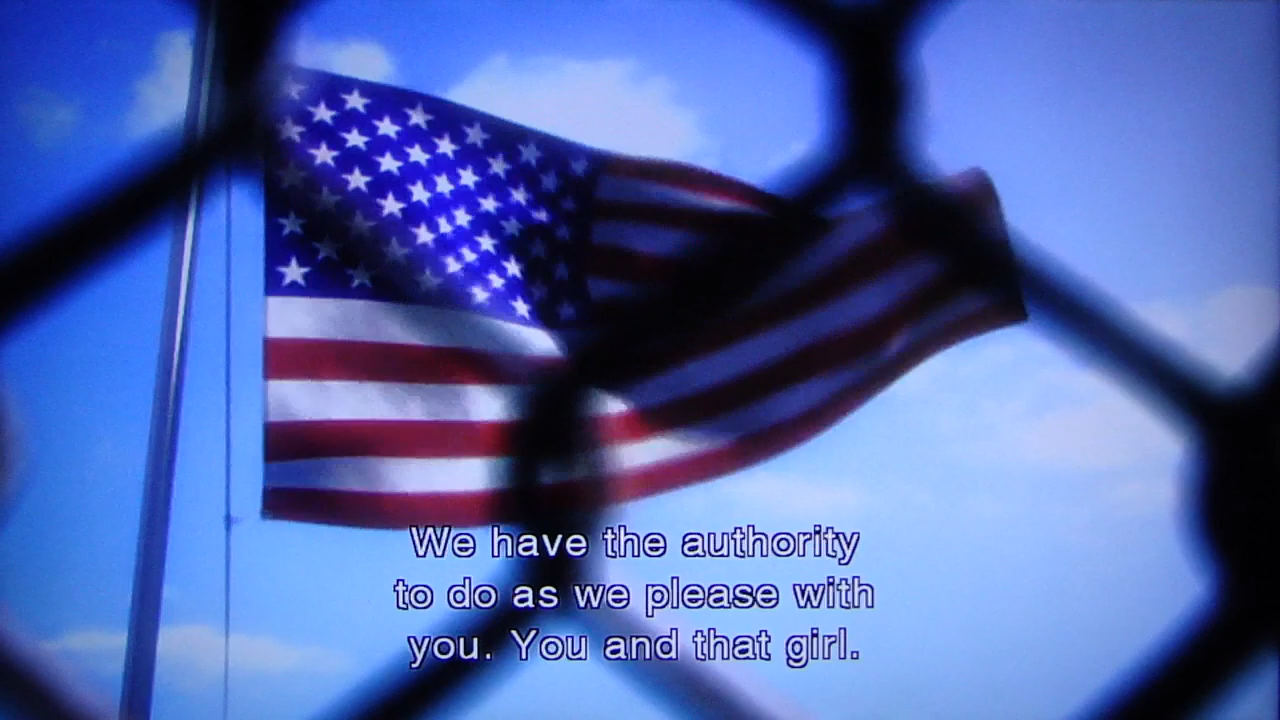 We have the authority
to do as we please with
you. You and that girl.